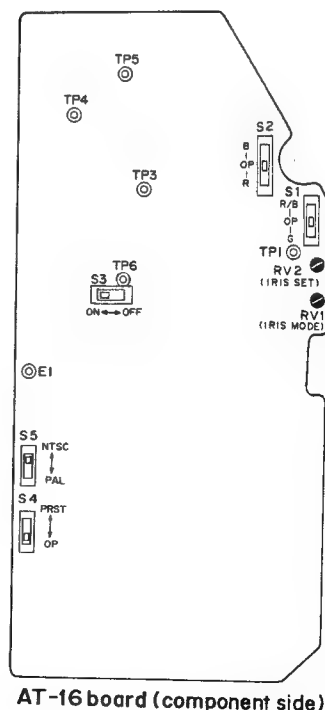 TP5
TP4
S2
B
OP
R
TP3
S1
R/B
OP
G
TP1
RV2
(IRIS SET)
TP6
S3
ON ↔ OFF
RV1
(IRIS MODE)
E1
S5
NTSC
PAL
S4
PRST
OP
AT-16 board (component side)